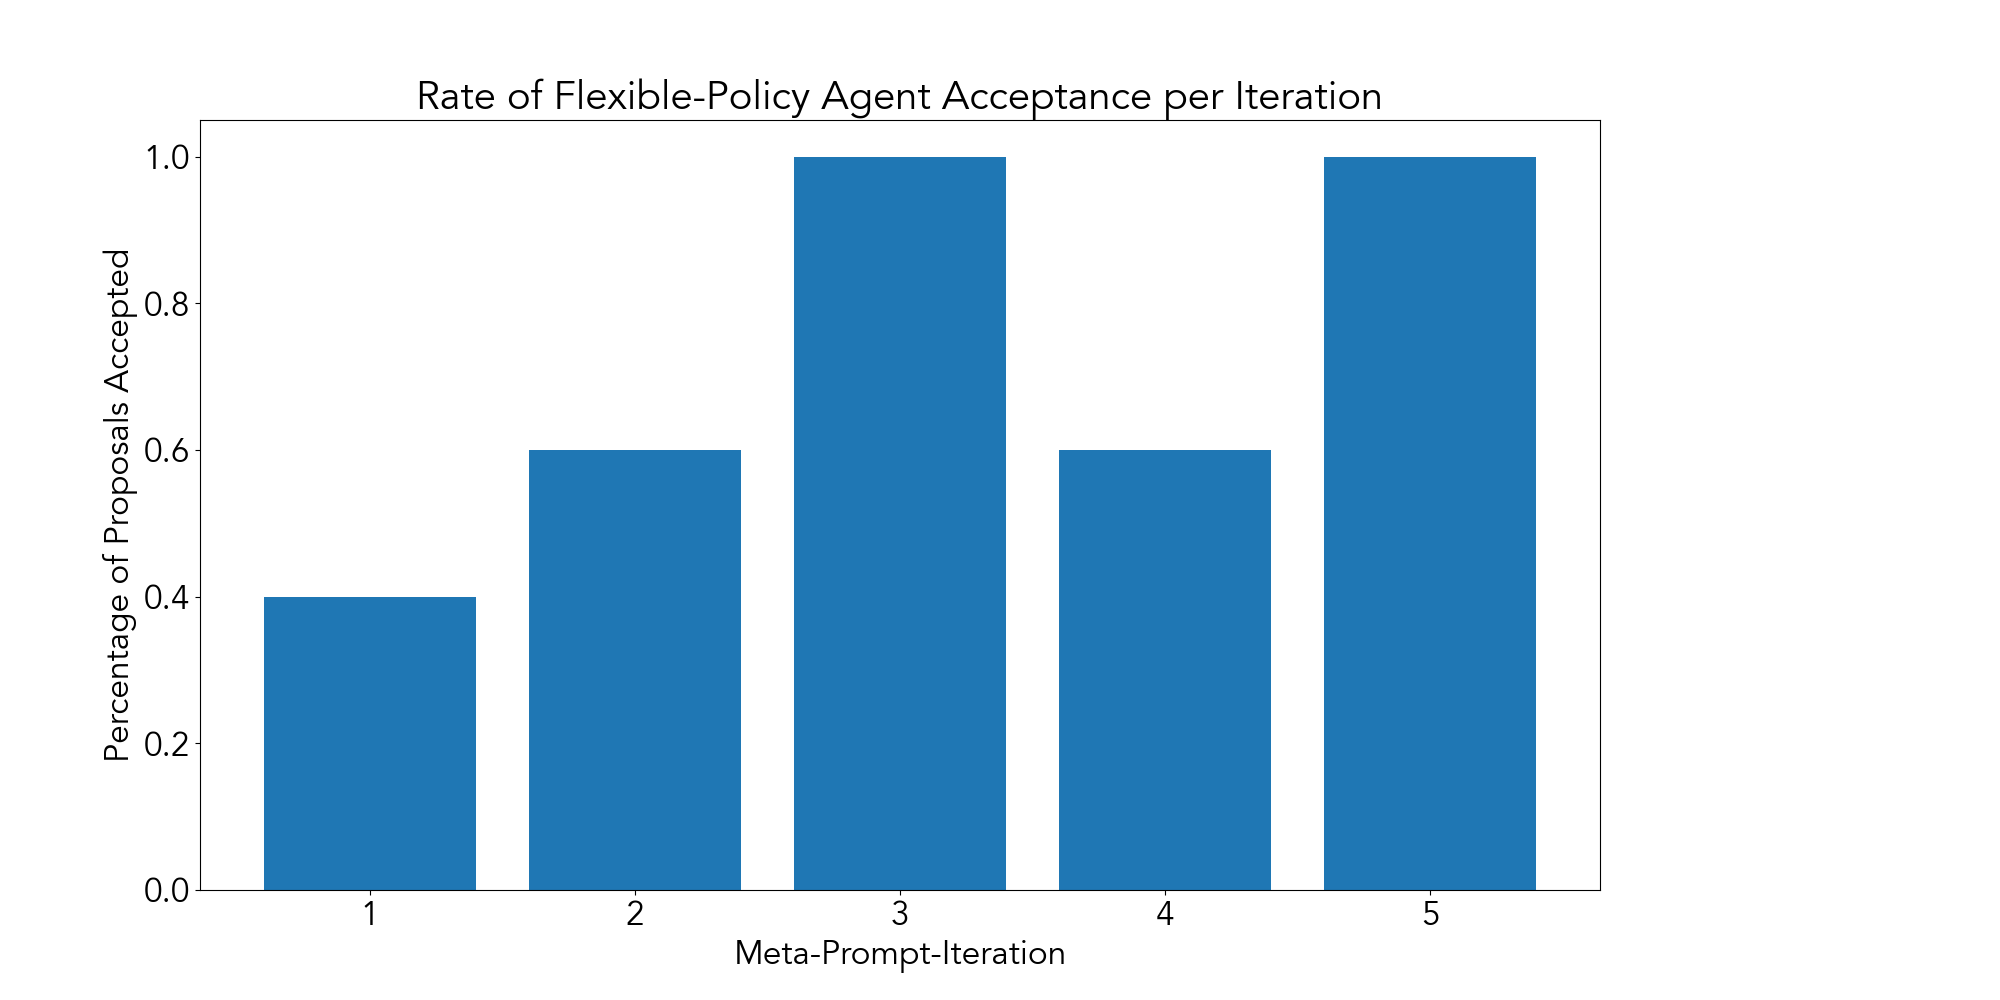 Rate of Flexible-Policy Agent Acceptance per Iteration
Percentage of Proposals Accepted
1.0
0.8
0.6
0.4
0.2
0.0
1 2 3 4 5
Meta-Prompt-Iteration